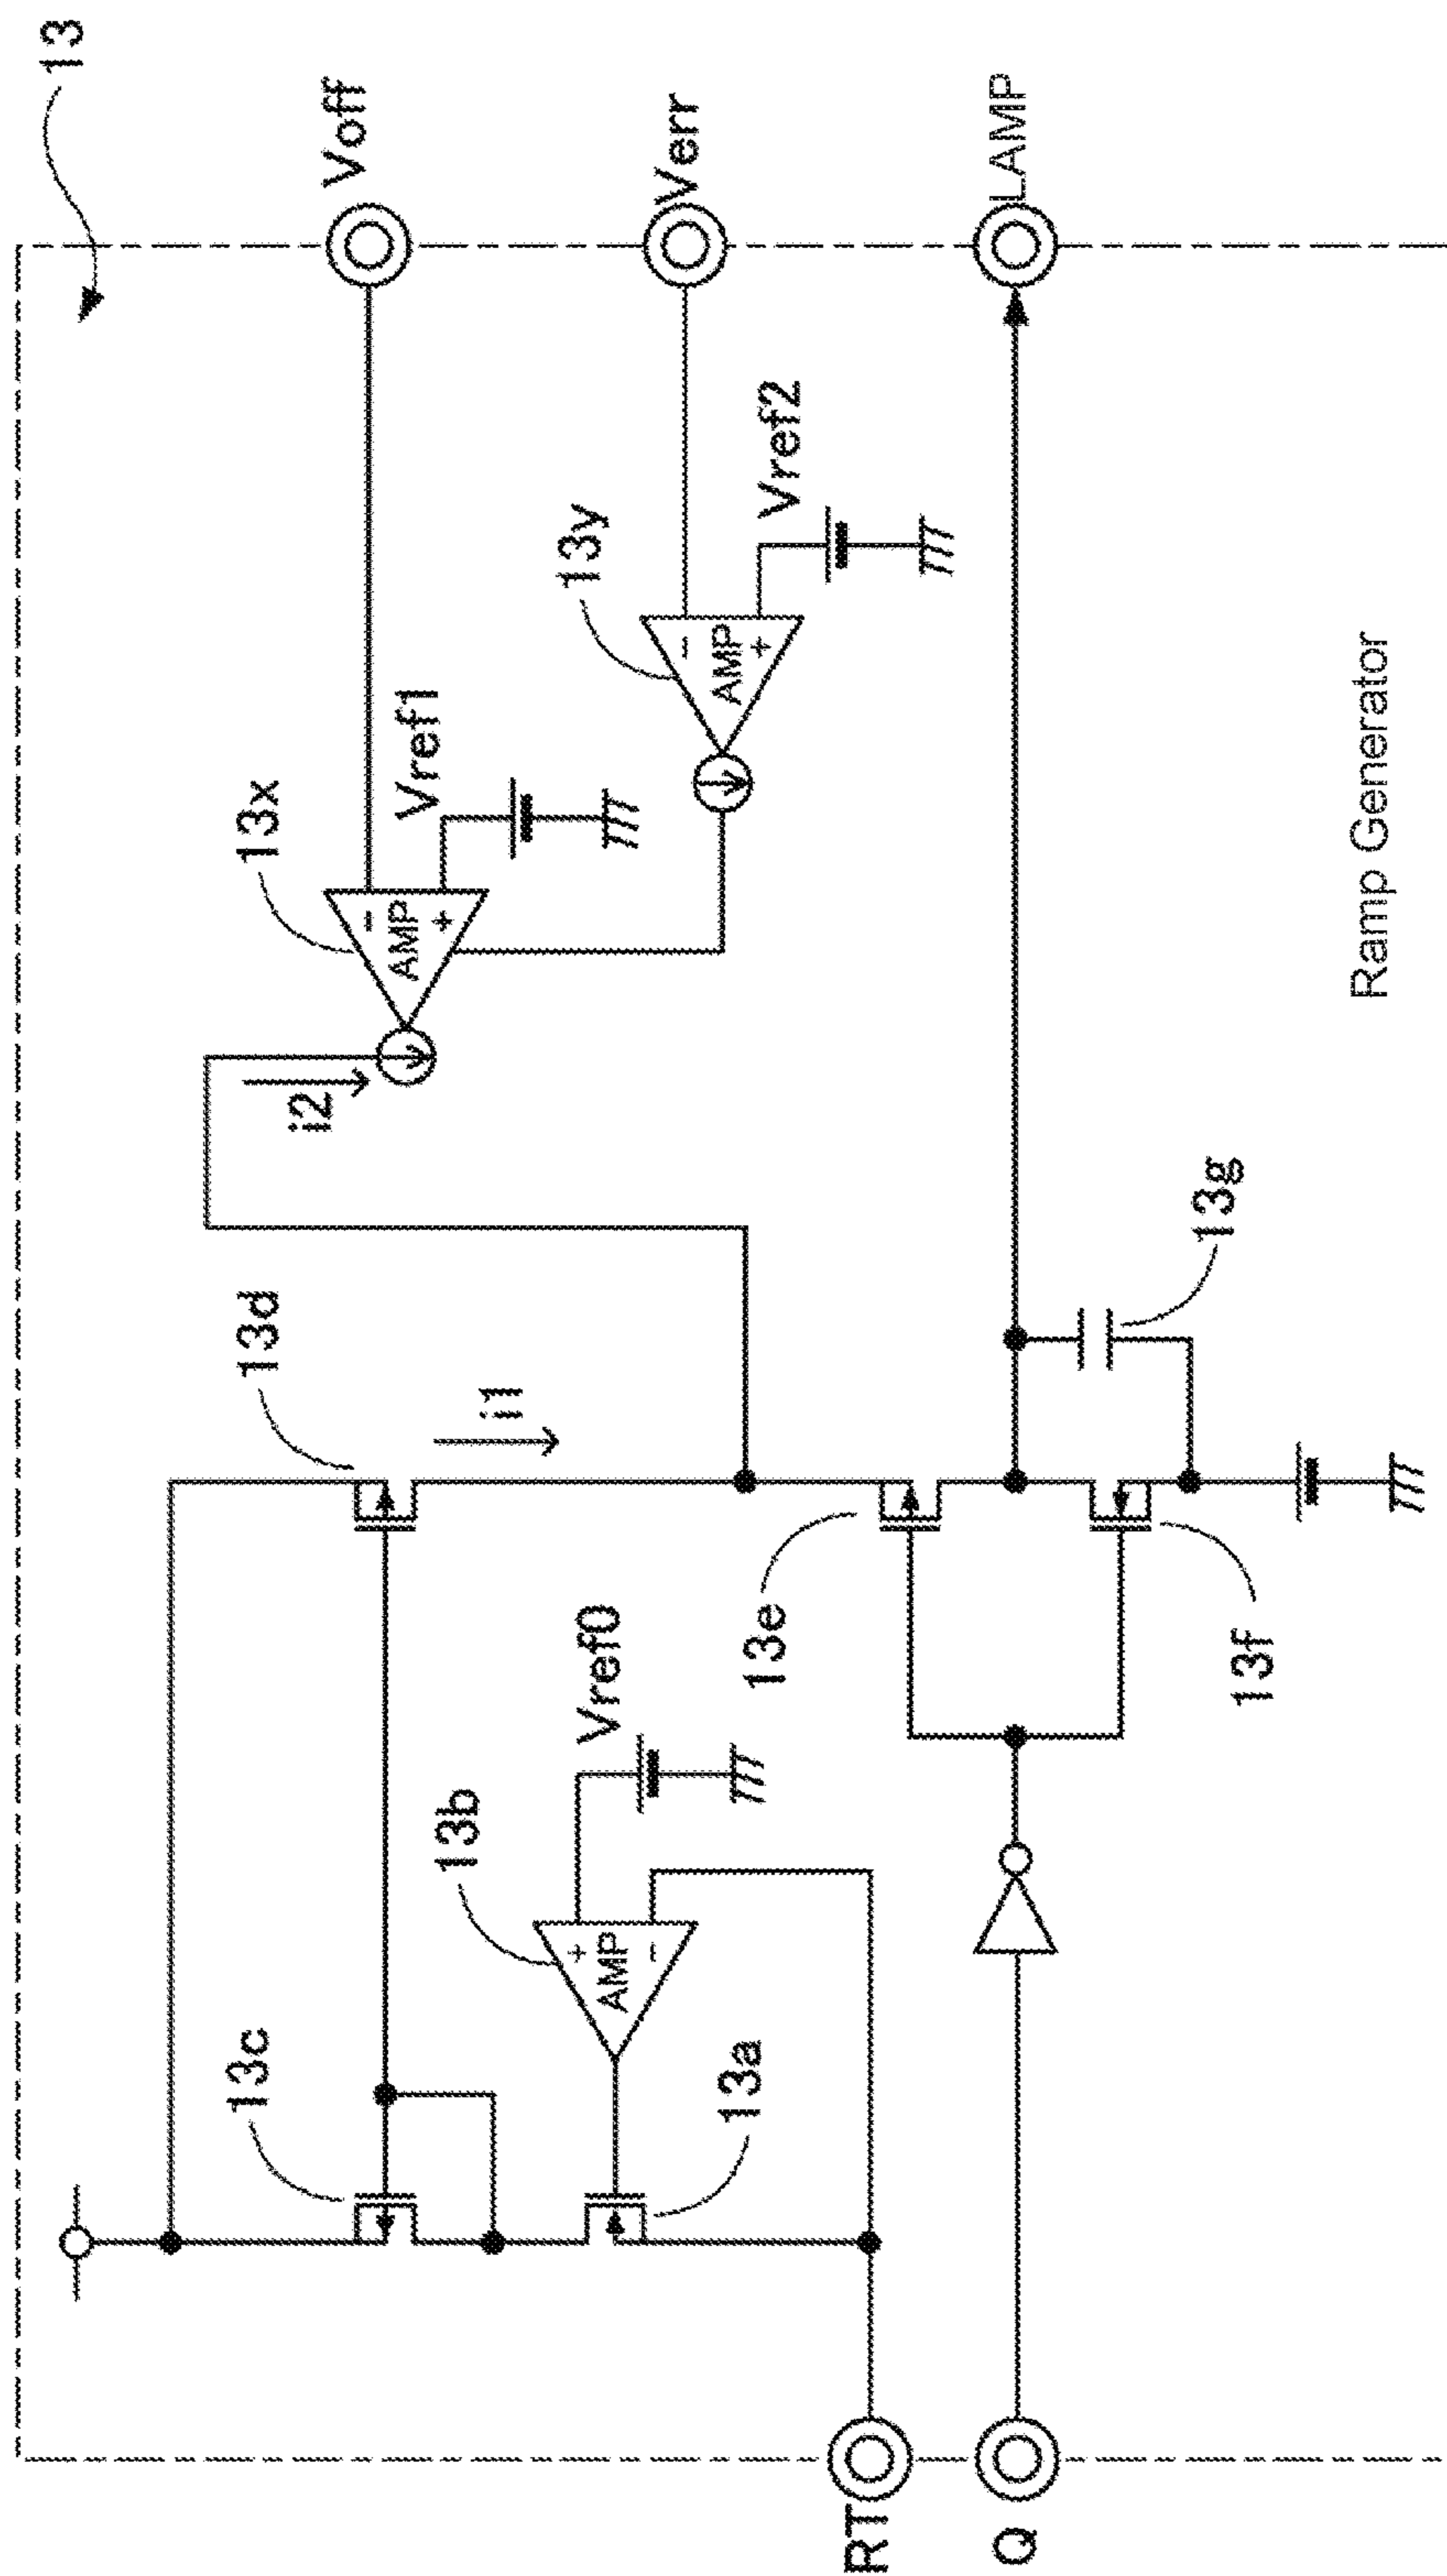 13
Voff
Verr
LAMP
13x
Vref1
AMP
-
+
13y
Vref2
AMP
-
+
i2
13d
i1
13e
13f
13g
13c
13b
Vref0
AMP
+
-
13a
RT
Q
Ramp Generator